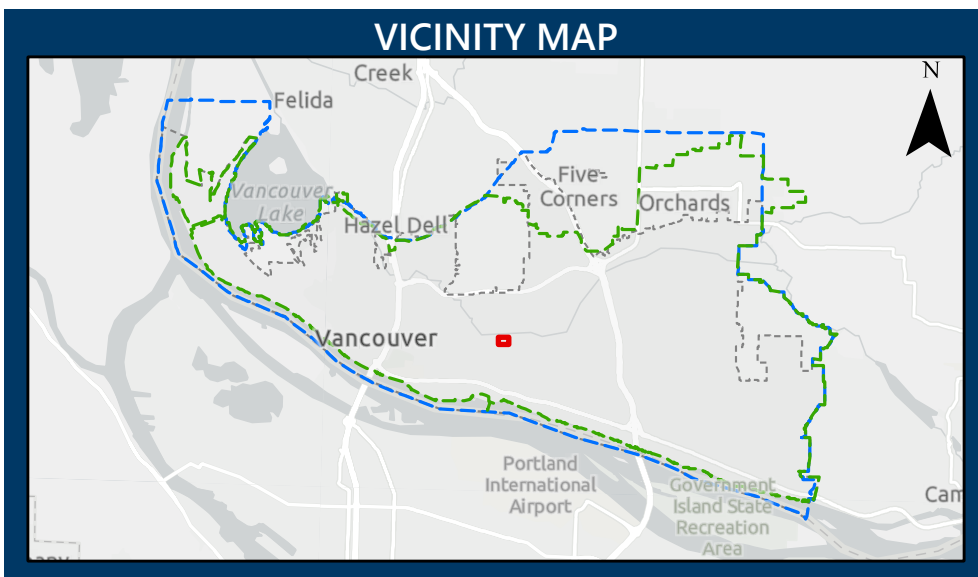 VICINITY MAP
N
Creek
Felida
Five-
Corners
Vancouver
Lake
Orchards
Hazel Dell
Vancouver
Portland
International
Airport
Government
Island State
Recreation
Area
Cam